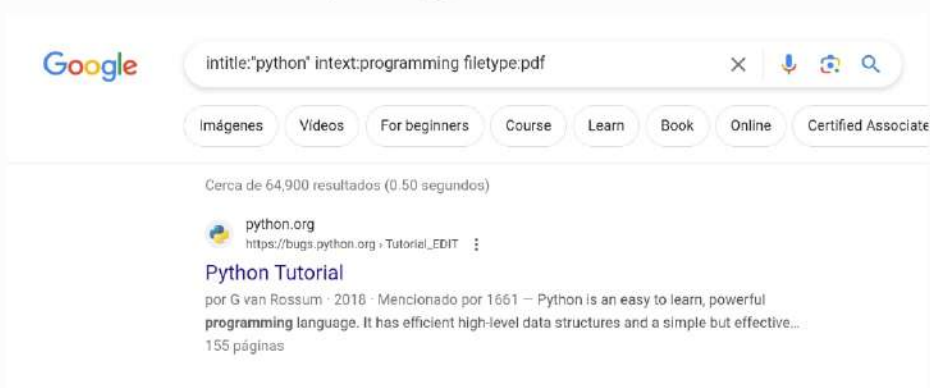 Google
intitle:"python" intext:programming filetype:pdf
Imágenes Vídeos For beginners Course Learn Book Online Certified Associate
Cerca de 64,900 resultados (0.50 segundos)
python.org
https://bugs.python.org › Tutorial_EDIT
Python Tutorial
por G van Rossum · 2018 · Mencionado por 1661 — Python is an easy to learn, powerful
programming language. It has efficient high-level data structures and a simple but effective...
155 páginas